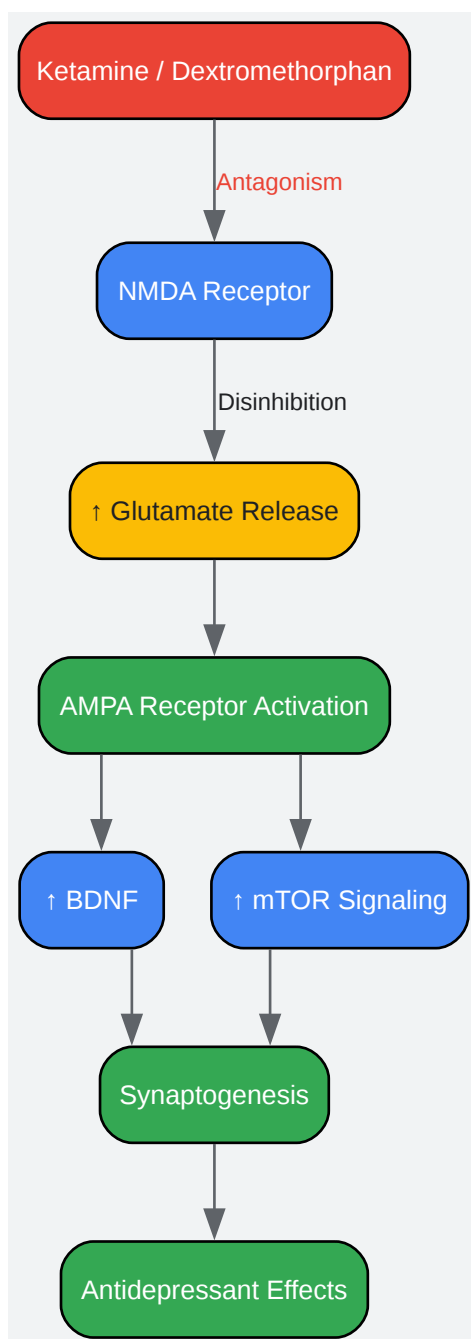 Ketamine / Dextromethorphan
Antagonism
NMDA Receptor
Disinhibition
↑ Glutamate Release
AMPA Receptor Activation
↑ BDNF
↑ mTOR Signaling
Synaptogenesis
Antidepressant Effects